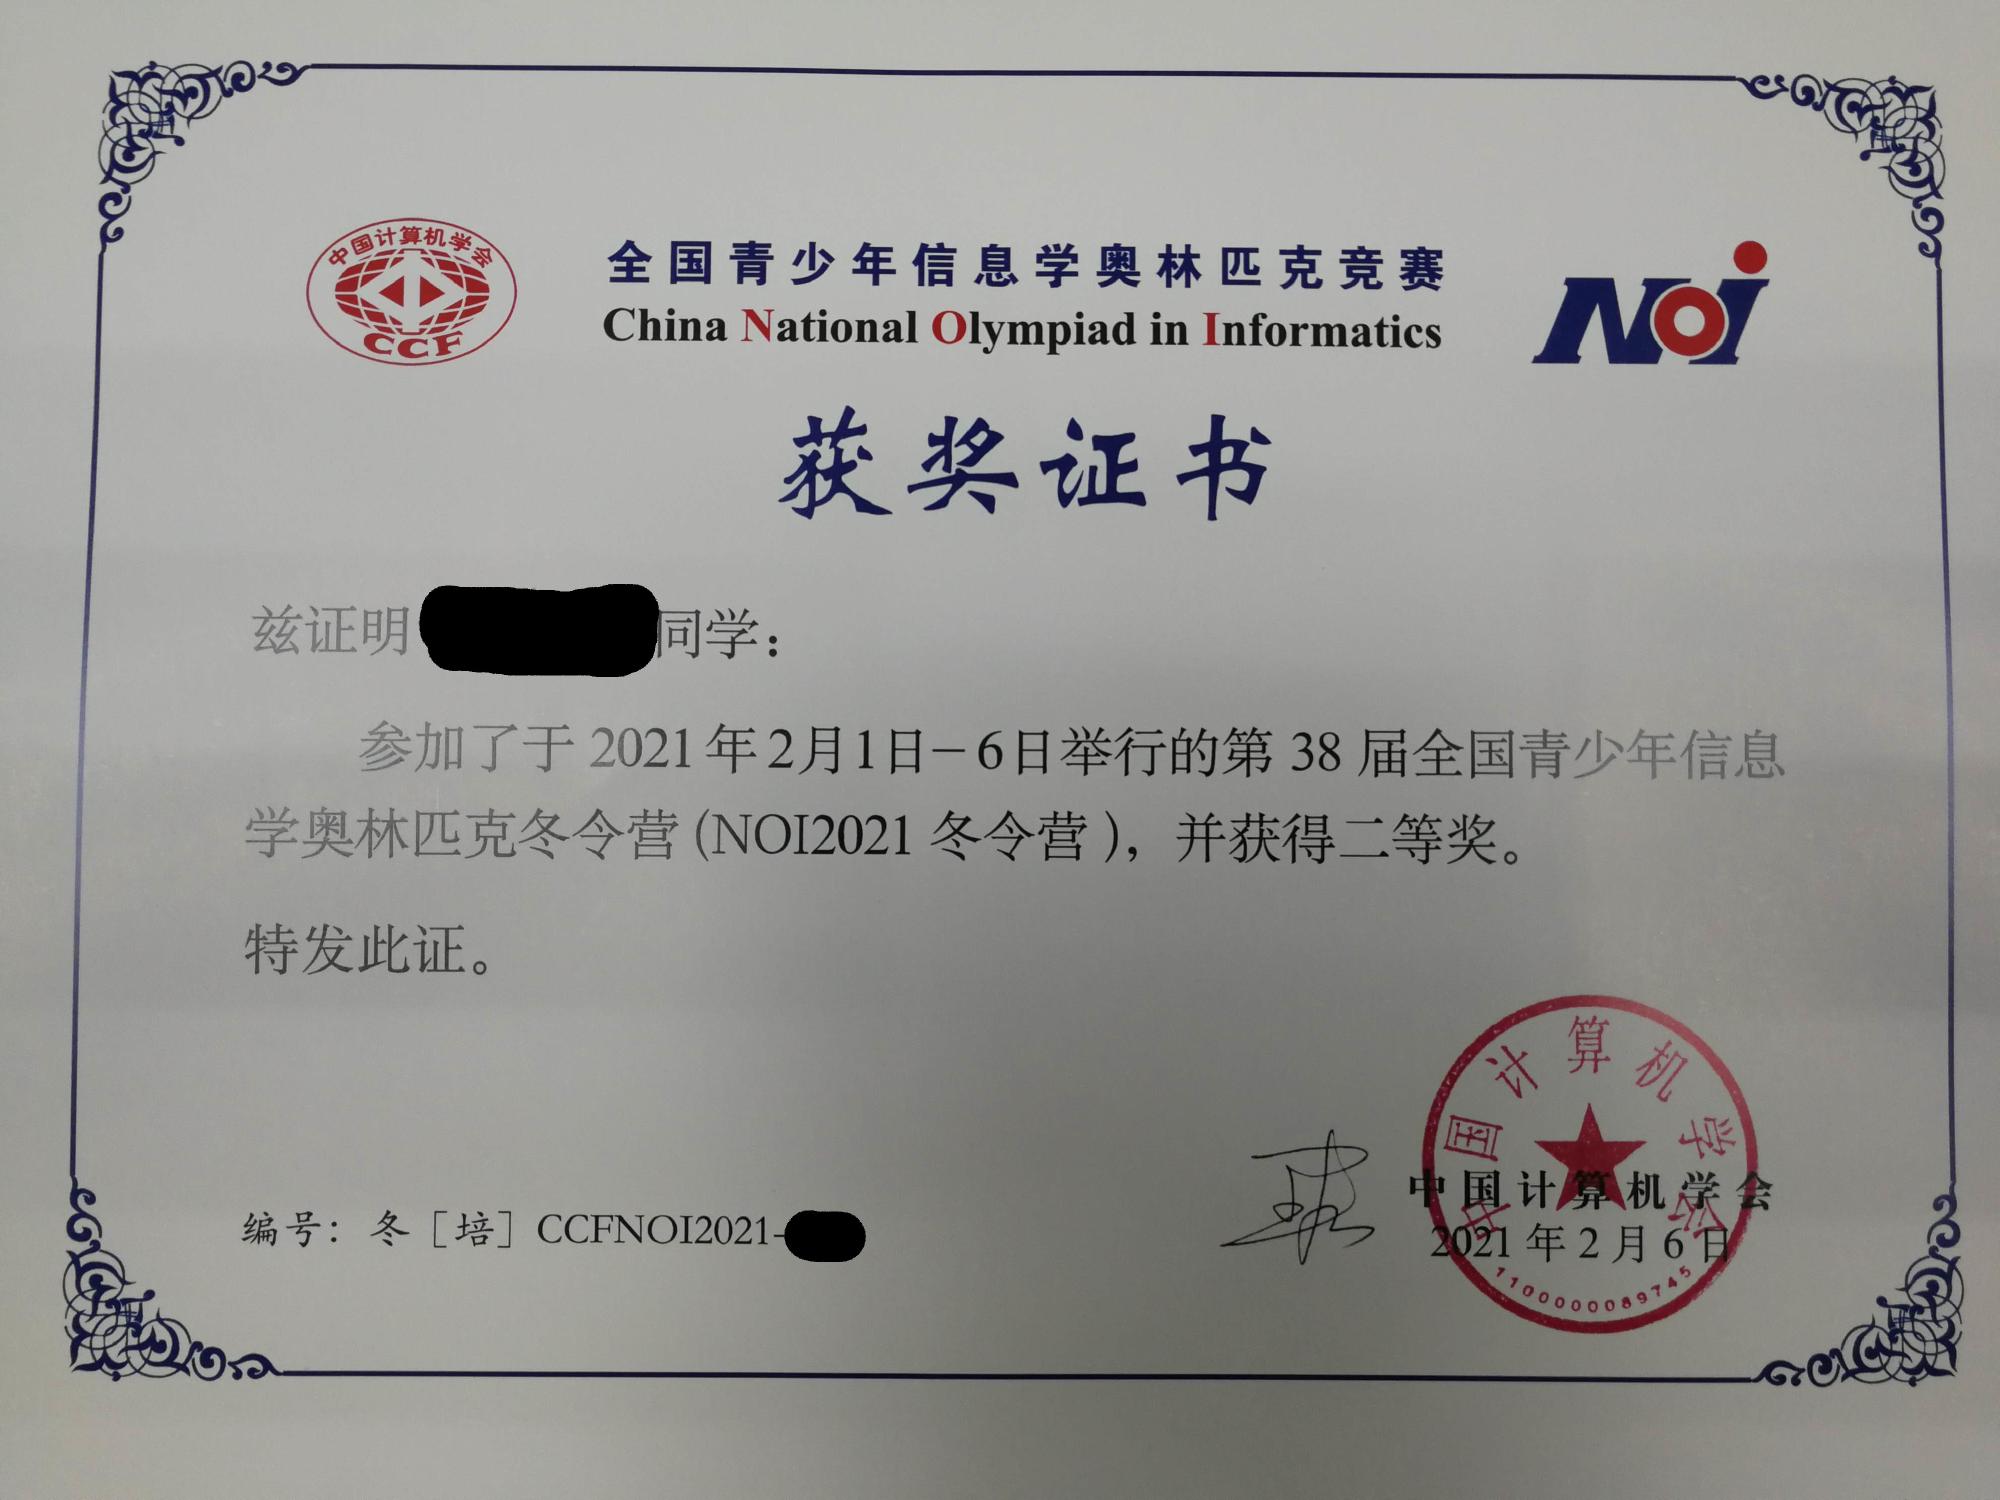 中国计算机学会
CCF
全国青少年信息学奥林匹克竞赛
China National Olympiad in Informatics
NOI
获奖证书
兹证明 同学：
参加了于 2021 年 2 月 1 日－6 日举行的第 38 届全国青少年信息
学奥林匹克冬令营 (NOI2021 冬令营 )，并获得二等奖。
特发此证。
编号：冬［培］CCFNOI2021-
中国计算机学会
2021 年 2 月 6 日
中国计算机学会
1100000089745